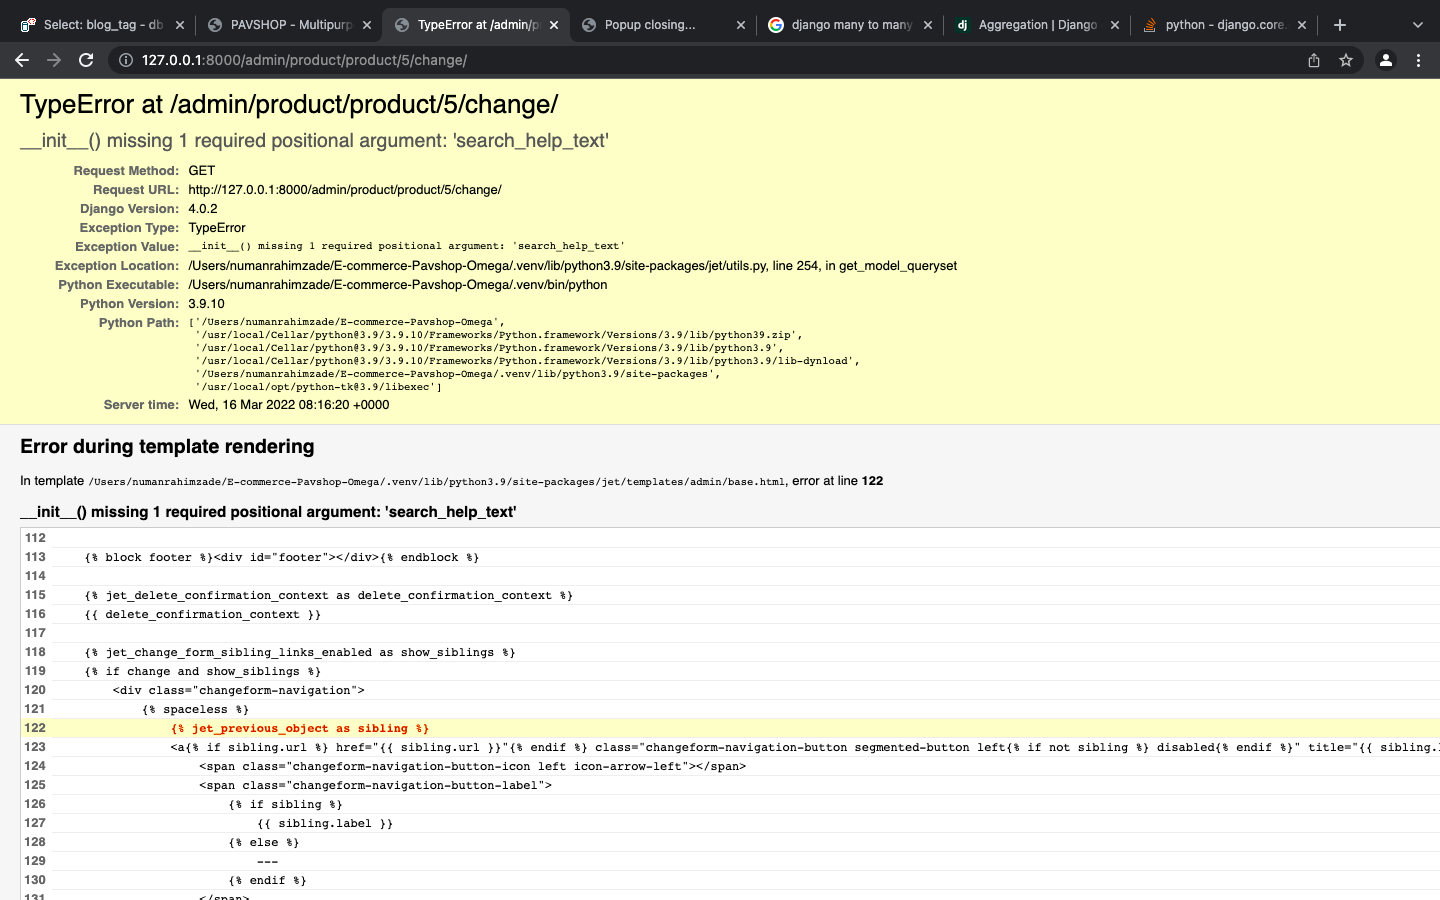 Select: blog_tag - db
PAVSHOP - Multipurp
TypeError at /admin/p
Popup closing...
django many to many
dj Aggregation | Django
python - django.core.
127.0.0.1:8000/admin/product/product/5/change/
TypeError at /admin/product/product/5/change/
__init__() missing 1 required positional argument: 'search_help_text'
Request Method: GET
Request URL: http://127.0.0.1:8000/admin/product/product/5/change/
Django Version: 4.0.2
Exception Type: TypeError
Exception Value: __init__() missing 1 required positional argument: 'search_help_text'
Exception Location: /Users/numanrahimzade/E-commerce-Pavshop-Omega/.venv/lib/python3.9/site-packages/jet/utils.py, line 254, in get_model_queryset
Python Executable: /Users/numanrahimzade/E-commerce-Pavshop-Omega/.venv/bin/python
Python Version: 3.9.10
Python Path: ['/Users/numanrahimzade/E-commerce-Pavshop-Omega',
'/usr/local/Cellar/python@3.9/3.9.10/Frameworks/Python.framework/Versions/3.9/lib/python39.zip',
'/usr/local/Cellar/python@3.9/3.9.10/Frameworks/Python.framework/Versions/3.9/lib/python3.9',
'/usr/local/Cellar/python@3.9/3.9.10/Frameworks/Python.framework/Versions/3.9/lib/python3.9/lib-dynload',
'/Users/numanrahimzade/E-commerce-Pavshop-Omega/.venv/lib/python3.9/site-packages',
'/usr/local/opt/python-tk@3.9/libexec']
Server time: Wed, 16 Mar 2022 08:16:20 +0000
Error during template rendering
In template /Users/numanrahimzade/E-commerce-Pavshop-Omega/.venv/lib/python3.9/site-packages/jet/templates/admin/base.html, error at line 122
__init__() missing 1 required positional argument: 'search_help_text'
112
113 {% block footer %}<div id="footer"></div>{% endblock %}
114
115 {% jet_delete_confirmation_context as delete_confirmation_context %}
116 {{ delete_confirmation_context }}
117
118 {% jet_change_form_sibling_links_enabled as show_siblings %}
119 {% if change and show_siblings %}
120 <div class="changeform-navigation">
121 {% spaceless %}
122 {% jet_previous_object as sibling %}
123 <a{% if sibling.url %} href="{{ sibling.url }}"{% endif %} class="changeform-navigation-button segmented-button left{% if not sibling %} disabled{% endif %}" title="{{ sibling.
124 <span class="changeform-navigation-button-icon left icon-arrow-left"></span>
125 <span class="changeform-navigation-button-label">
126 {% if sibling %}
127 {{ sibling.label }}
128 {% else %}
129 ---
130 {% endif %}
131 </span>